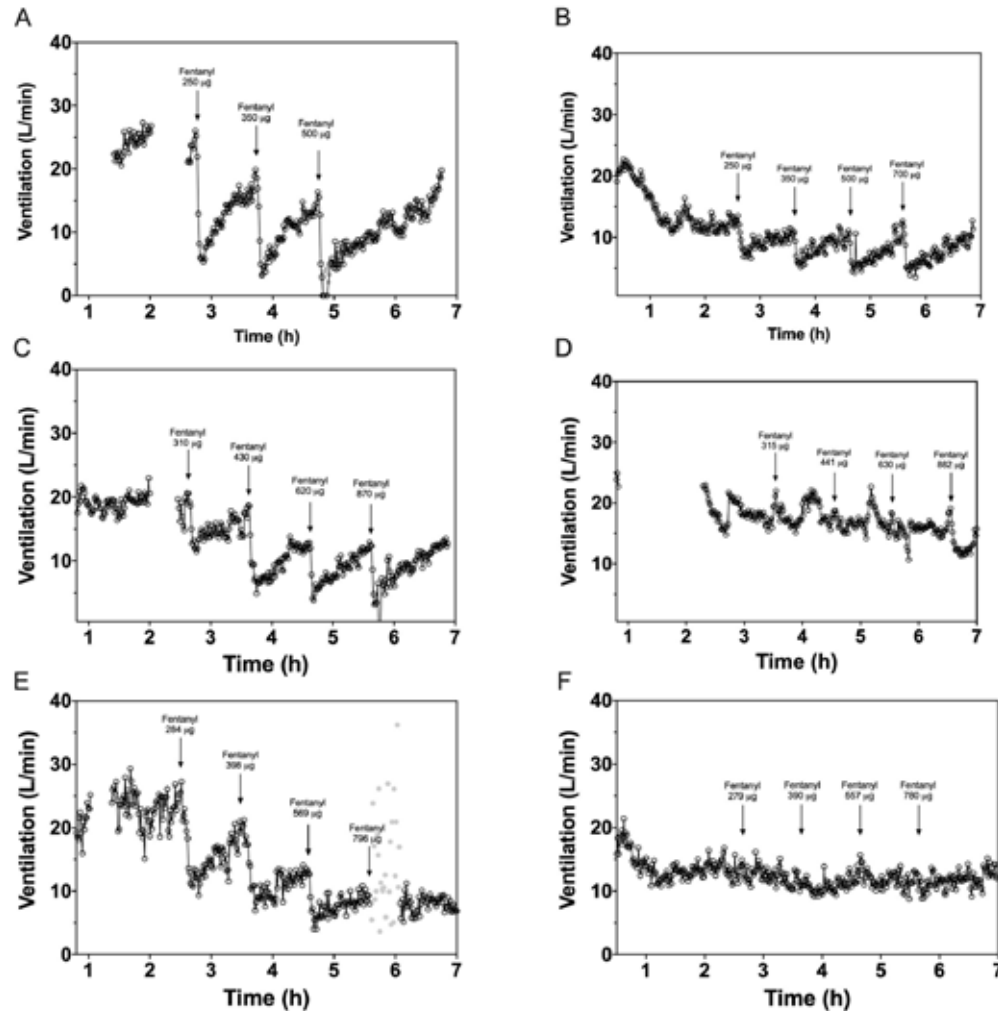 A
Ventilation (L/min)
40
30
20
10
0
Fentanyl
250 µg
Fentanyl
350 µg
Fentanyl
500 µg
1 2 3 4 5 6 7
Time (h)
B
Ventilation (L/min)
40
30
20
10
Fentanyl
250 µg
Fentanyl
350 µg
Fentanyl
500 µg
Fentanyl
700 µg
1 2 3 4 5 6 7
Time (h)
C
Ventilation (L/min)
40
30
20
10
Fentanyl
310 µg
Fentanyl
430 µg
Fentanyl
620 µg
Fentanyl
870 µg
1 2 3 4 5 6 7
Time (h)
D
Ventilation (L/min)
40
30
20
10
Fentanyl
315 µg
Fentanyl
441 µg
Fentanyl
630 µg
Fentanyl
882 µg
1 2 3 4 5 6 7
Time (h)
E
Ventilation (L/min)
40
30
20
10
0
Fentanyl
284 µg
Fentanyl
398 µg
Fentanyl
569 µg
Fentanyl
796 µg
1 2 3 4 5 6 7
Time (h)
F
Ventilation (L/min)
40
30
20
10
0
Fentanyl
279 µg
Fentanyl
390 µg
Fentanyl
557 µg
Fentanyl
780 µg
1 2 3 4 5 6 7
Time (h)